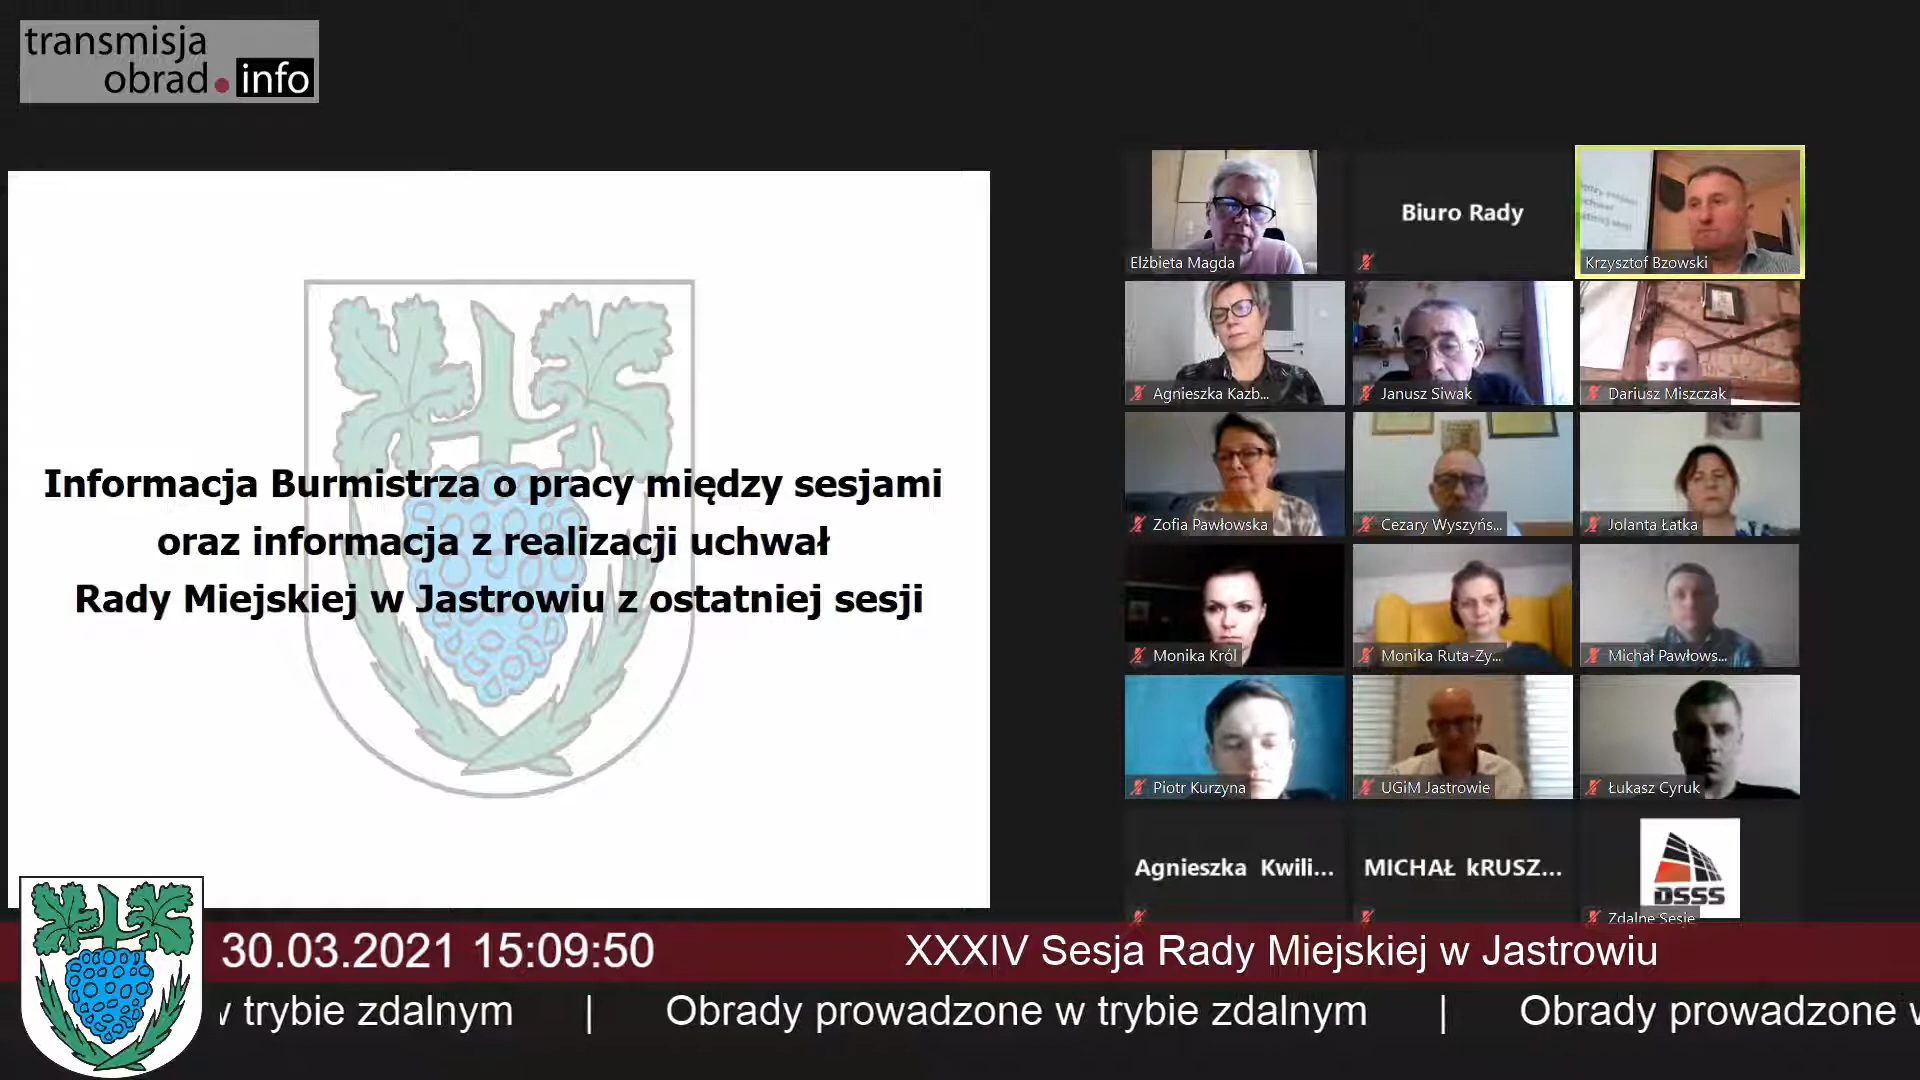 transmisja
obrad.info
Informacja Burmistrza o pracy między sesjami
oraz informacja z realizacji uchwał
Rady Miejskiej w Jastrowiu z ostatniej sesji
Elżbieta Magda
Biuro Rady
Krzysztof Bzowski
Agnieszka Kazb...
Janusz Siwak
Dariusz Miszczak
Zofia Pawłowska
Cezary Wyszyńs...
Jolanta Łatka
Monika Król
Monika Ruta-Zy...
Michał Pawłows...
Piotr Kurzyna
UGiM Jastrowie
Łukasz Cyruk
Agnieszka Kwili...
MICHAŁ kRUSZ...
DSSS
Zdalne Sesje
30.03.2021 15:09:50
XXXIV Sesja Rady Miejskiej w Jastrowiu
w trybie zdalnym | Obrady prowadzone w trybie zdalnym | Obrady prowadzone w